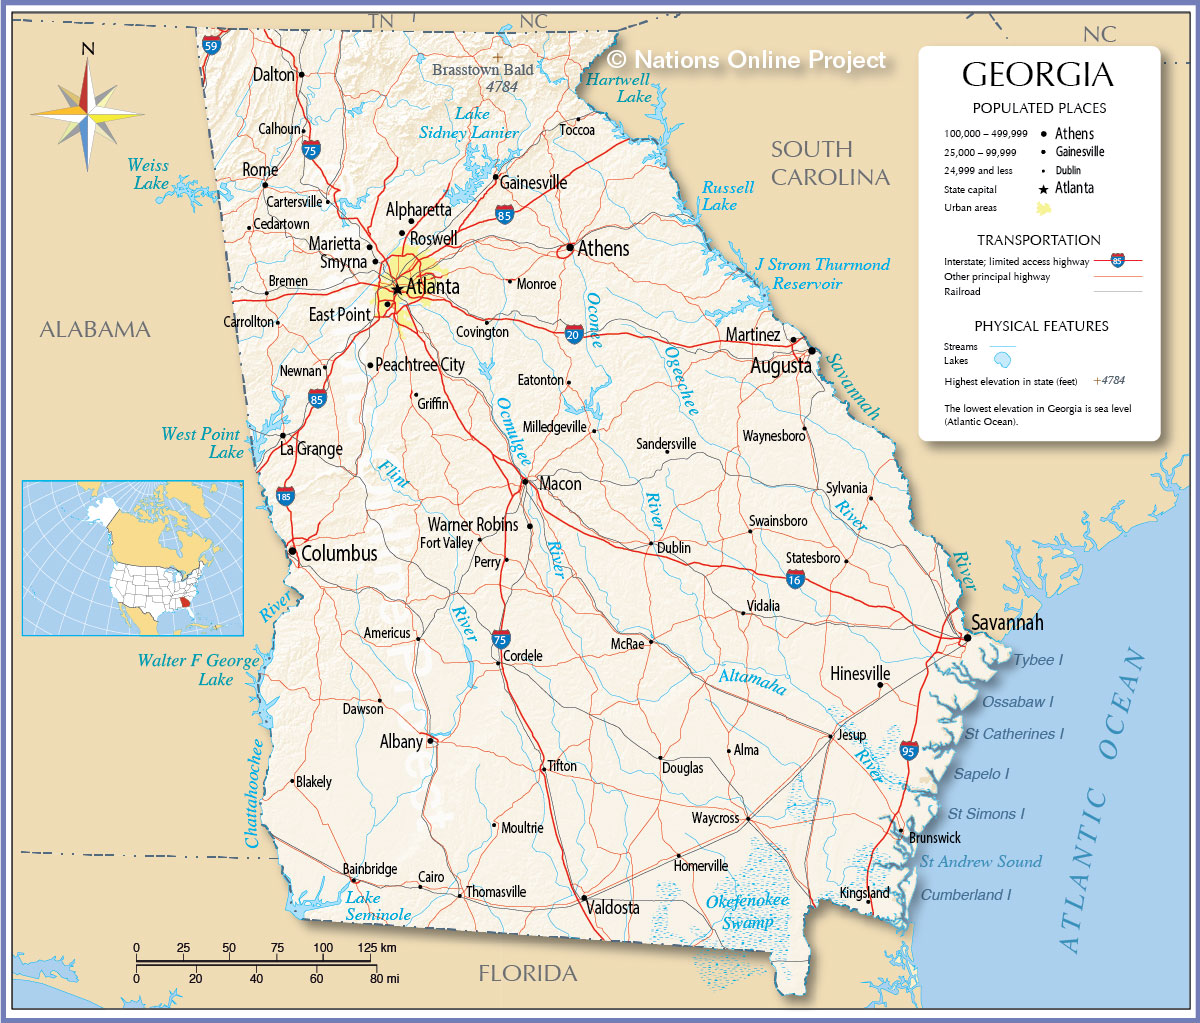 TN
NC
NC
59
N
© Nations Online Project
Brasstown Bald
4784
Hartwell
Lake
Dalton
Lake
Sidney Lanier
Calhoun
Toccoa
75
SOUTH
CAROLINA
Weiss
Lake
Rome
Gainesville
Russell
Lake
Cartersville
Alpharetta
85
Cedartown
Marietta
Roswell
Athens
Smyrna
J Strom Thurmond
Reservoir
Bremen
Atlanta
Monroe
ALABAMA
Carrollton
East Point
Covington
Oconee
20
Martinez
Augusta
Newnan
Peachtree City
Ogeechee
Savannah
Eatonton
85
Griffin
Ocmulgee
West Point
Lake
La Grange
Milledgeville
Sandersville
Waynesboro
Flint
185
Macon
Sylvania
River
River
Warner Robins
Fort Valley
Swainsboro
Columbus
Perry
River
Dublin
Statesboro
River
16
River
River
Vidalia
Savannah
Americus
75
McRae
Cordele
Walter F George
Lake
Altamaha
Hinesville
Tybee I
Dawson
Ossabaw I
Albany
Jesup
St Catherines I
Alma
95
River
Tifton
Douglas
Sapelo I
Blakely
Chattahoochee
Moultrie
Waycross
St Simons I
Brunswick
Bainbridge
Cairo
Homerville
St Andrew Sound
Thomasville
Kingsland
Cumberland I
Lake
Seminole
Valdosta
Okefenokee
Swamp
ATLANTIC OCEAN
FLORIDA
0 25 50 75 100 125 km
0 20 40 60 80 mi
GEORGIA
POPULATED PLACES
100,000 – 499,999 Athens
25,000 – 99,999 Gainesville
24,999 and less Dublin
State capital Atlanta
Urban areas
TRANSPORTATION
Interstate; limited access highway 85
Other principal highway
Railroad
PHYSICAL FEATURES
Streams
Lakes
Highest elevation in state (feet) +4784
The lowest elevation in Georgia is sea level
(Atlantic Ocean).